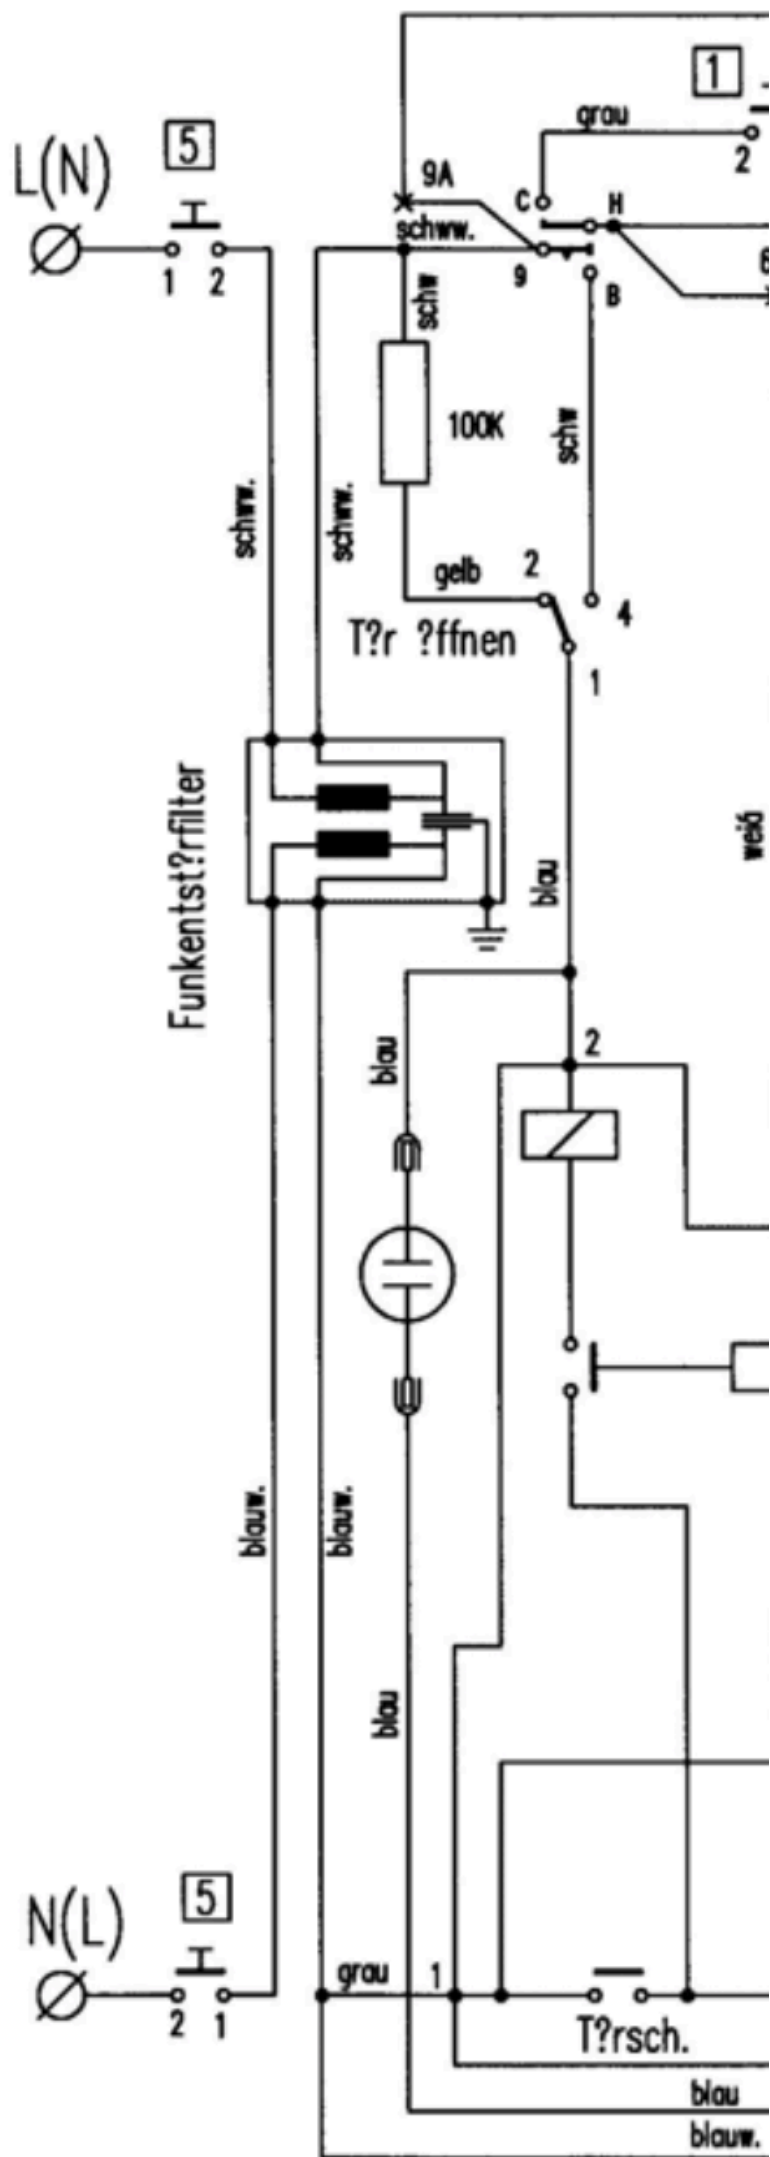 1
grau
5
L(N)
9A
C
H
2
schww.
1 2
9
B
6
schw
100K
schw
schww.
schww.
gelb
2
4
T?r ?ffnen
1
Funkentst?rfilter
weiß
blau
blau
2
blauw.
blauw.
blau
5
N(L)
grau
1
2 1
T?rsch.
blau
blauw.